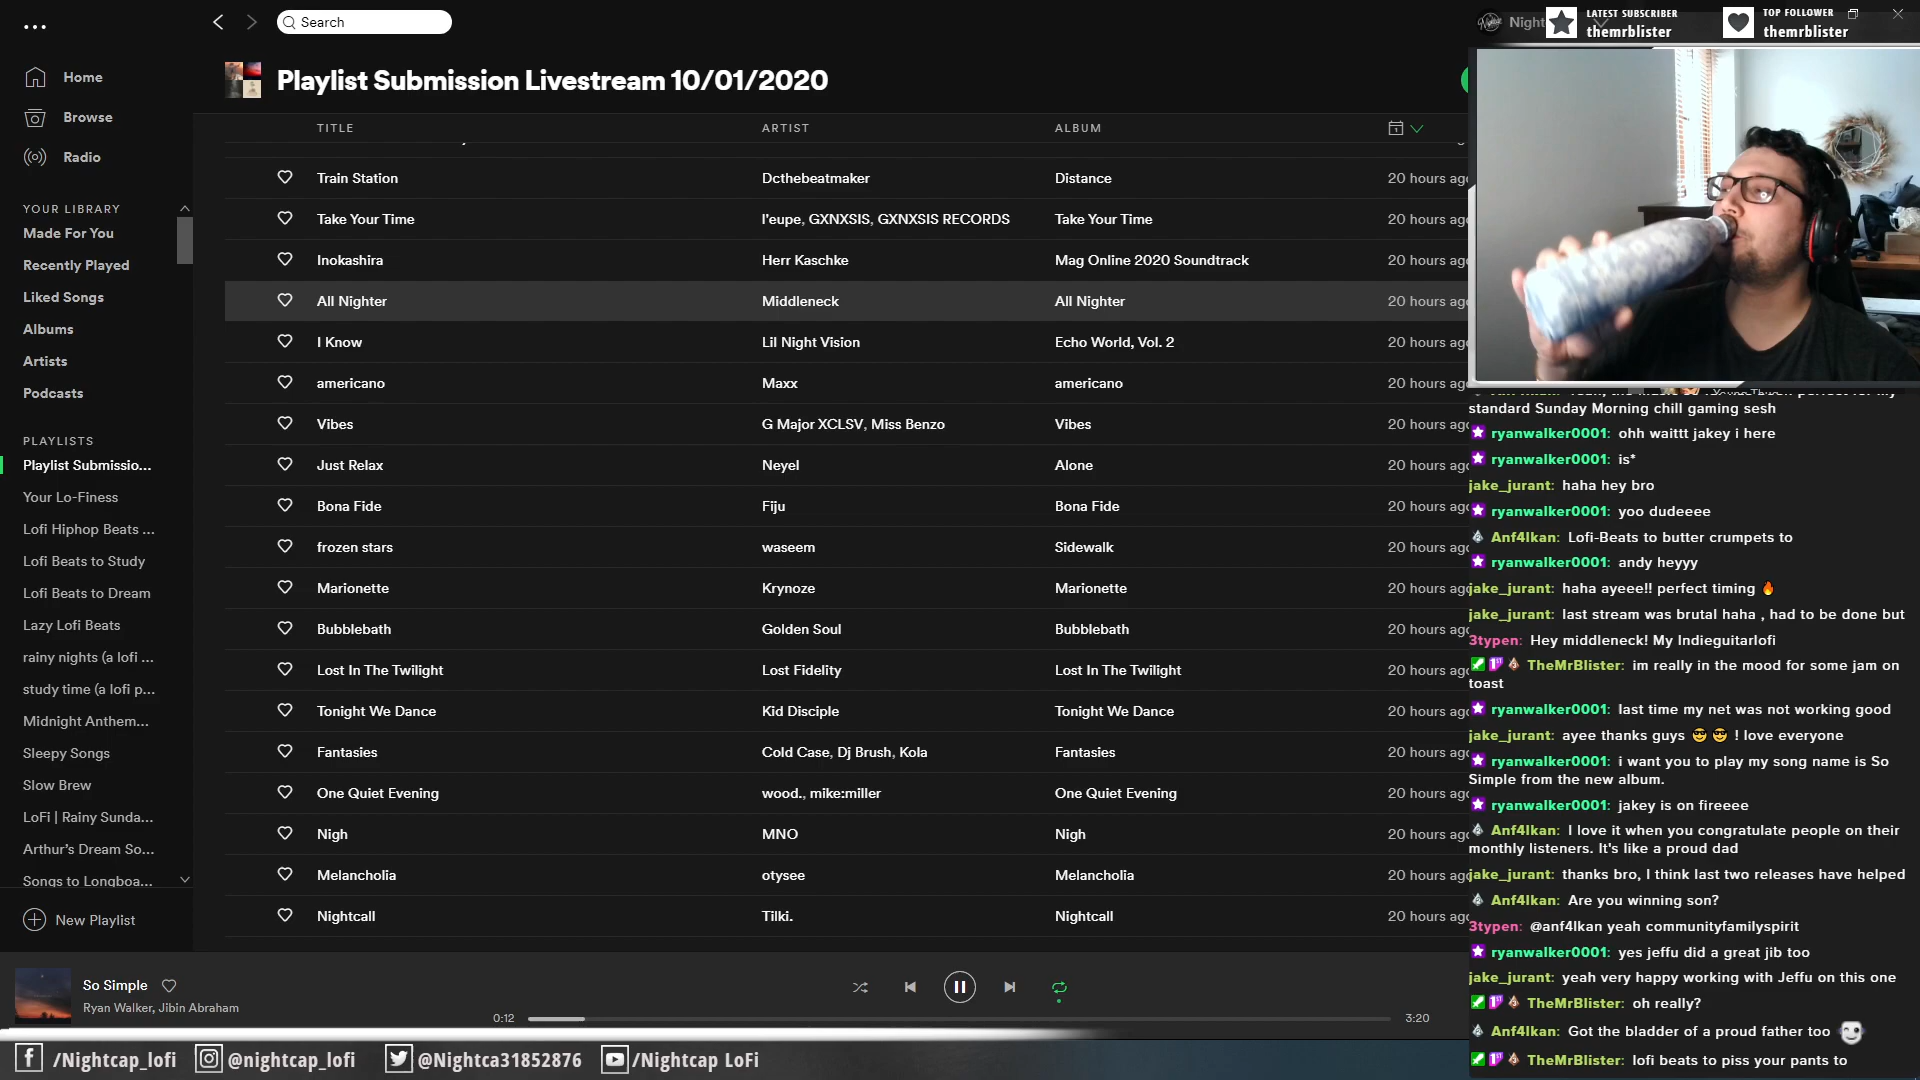 Search
Home
Browse
Radio
YOUR LIBRARY
Made For You
Recently Played
Liked Songs
Albums
Artists
Podcasts
PLAYLISTS
Playlist Submissio...
Your Lo-Finess
Lofi Hiphop Beats ...
Lofi Beats to Study
Lofi Beats to Dream
Lazy Lofi Beats
rainy nights (a lofi ...
study time (a lofi p...
Midnight Anthem...
Sleepy Songs
Slow Brew
LoFi | Rainy Sunda...
Arthur's Dream So...
Songs to Longboa...
New Playlist
Playlist Submission Livestream 10/01/2020
TITLE ARTIST ALBUM
Train Station Dcthebeatmaker Distance 20 hours ago
Take Your Time l'eupe, GXNXSIS, GXNXSIS RECORDS Take Your Time 20 hours ago
Inokashira Herr Kaschke Mag Online 2020 Soundtrack 20 hours ago
All Nighter Middleneck All Nighter 20 hours ago
I Know Lil Night Vision Echo World, Vol. 2 20 hours ago
americano Maxx americano 20 hours ago
Vibes G Major XCLSV, Miss Benzo Vibes 20 hours ago
Just Relax Neyel Alone 20 hours ago
Bona Fide Fiju Bona Fide 20 hours ago
frozen stars waseem Sidewalk 20 hours ago
Marionette Krynoze Marionette 20 hours ago
Bubblebath Golden Soul Bubblebath 20 hours ago
Lost In The Twilight Lost Fidelity Lost In The Twilight 20 hours ago
Tonight We Dance Kid Disciple Tonight We Dance 20 hours ago
Fantasies Cold Case, Dj Brush, Kola Fantasies 20 hours ago
One Quiet Evening wood., mike:miller One Quiet Evening 20 hours ago
Nigh MNO Nigh 20 hours ago
Melancholia otysee Melancholia 20 hours ago
Nightcall Tilki. Nightcall 20 hours ago
Night
LATEST SUBSCRIBER
themrblister
TOP FOLLOWER
themrblister
standard Sunday Morning chill gaming sesh
ryanwalker0001: ohh waittt jakey i here
ryanwalker0001: is*
jake_jurant: haha hey bro
ryanwalker0001: yoo dudeeee
Anf4lkan: Lofi-Beats to butter crumpets to
ryanwalker0001: andy heyyy
jake_jurant: haha ayeee!! perfect timing 🔥
jake_jurant: last stream was brutal haha , had to be done but
3typen: Hey middleneck! My Indieguitarlofi
TheMrBlister: im really in the mood for some jam on
toast
ryanwalker0001: last time my net was not working good
jake_jurant: ayee thanks guys 😎 😎 ! love everyone
ryanwalker0001: i want you to play my song name is So
Simple from the new album.
ryanwalker0001: jakey is on fireeee
Anf4lkan: I love it when you congratulate people on their
monthly listeners. It's like a proud dad
jake_jurant: thanks bro, I think last two releases have helped
Anf4lkan: Are you winning son?
3typen: @anf4lkan yeah communityfamilyspirit
ryanwalker0001: yes jeffu did a great jib too
jake_jurant: yeah very happy working with Jeffu on this one
TheMrBlister: oh really?
Anf4lkan: Got the bladder of a proud father too
TheMrBlister: lofi beats to piss your pants to
So Simple
Ryan Walker, Jibin Abraham
0:12 3:20
/Nightcap_lofi @nightcap_lofi @Nightca31852876 /Nightcap LoFi